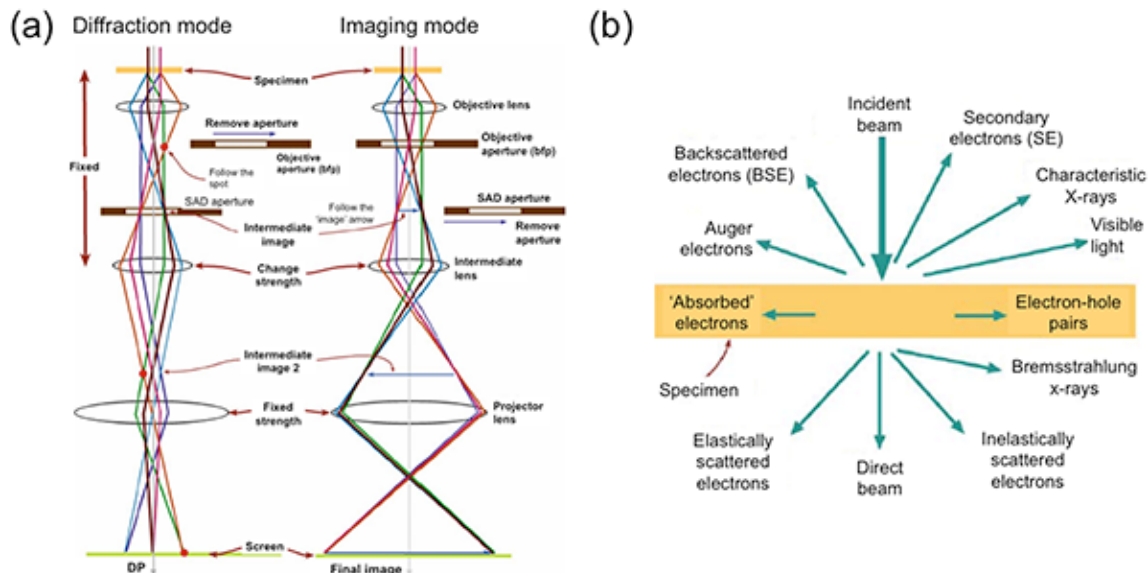 (a)
Diffraction mode
Imaging mode
Specimen
Objective lens
Remove aperture
Objective
aperture (bfp)
Objective
aperture (bfp)
Fixed
Follow the
spot
SAD aperture
Follow the
'image' arrow
SAD aperture
Intermediate
image
Remove
aperture
Change
strength
Intermediate
lens
Intermediate
image 2
Fixed
strength
Projector
lens
Screen
DP
Final image
(b)
Incident
beam
Secondary
electrons (SE)
Backscattered
electrons (BSE)
Characteristic
X-rays
Auger
electrons
Visible
light
'Absorbed'
electrons
Electron-hole
pairs
Specimen
Bremsstrahlung
x-rays
Elastically
scattered
electrons
Direct
beam
Inelastically
scattered
electrons